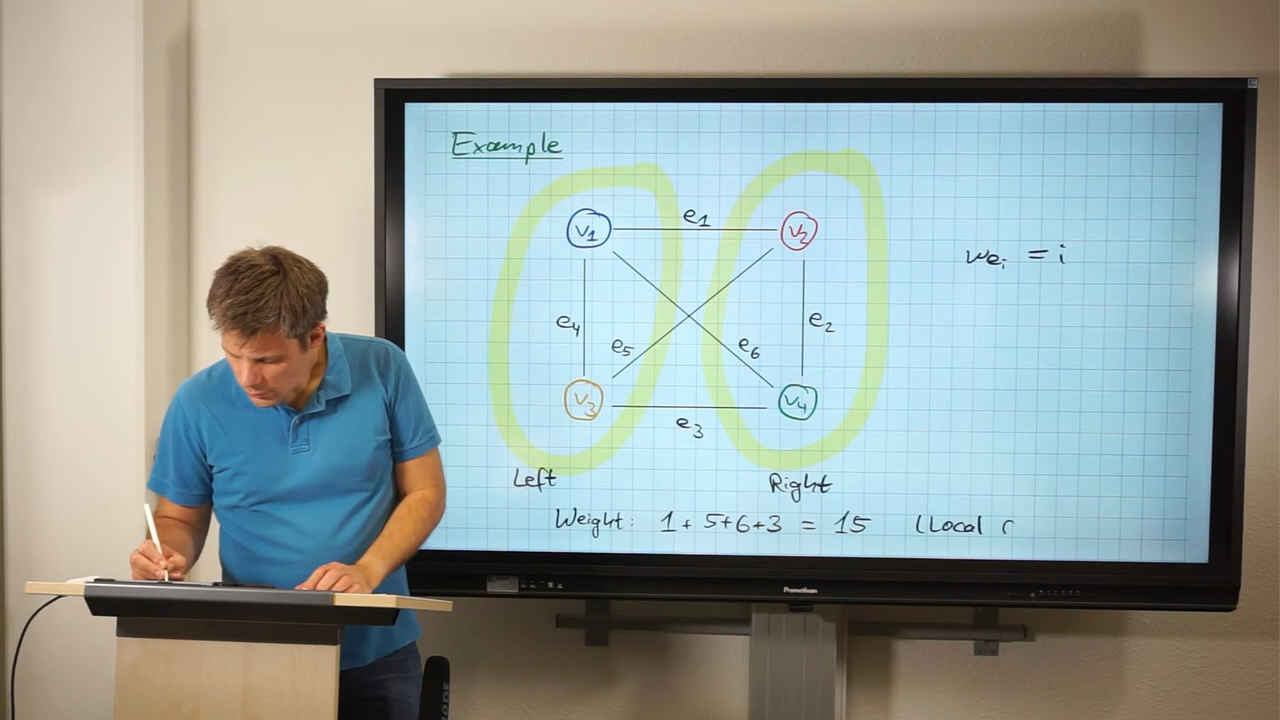 Example
v1 e1 v2
we_i = i
e4 e5 e6 e2
v3 e3 v4
Left Right
Weight: 1+5+6+3 = 15 (Local
Promethean